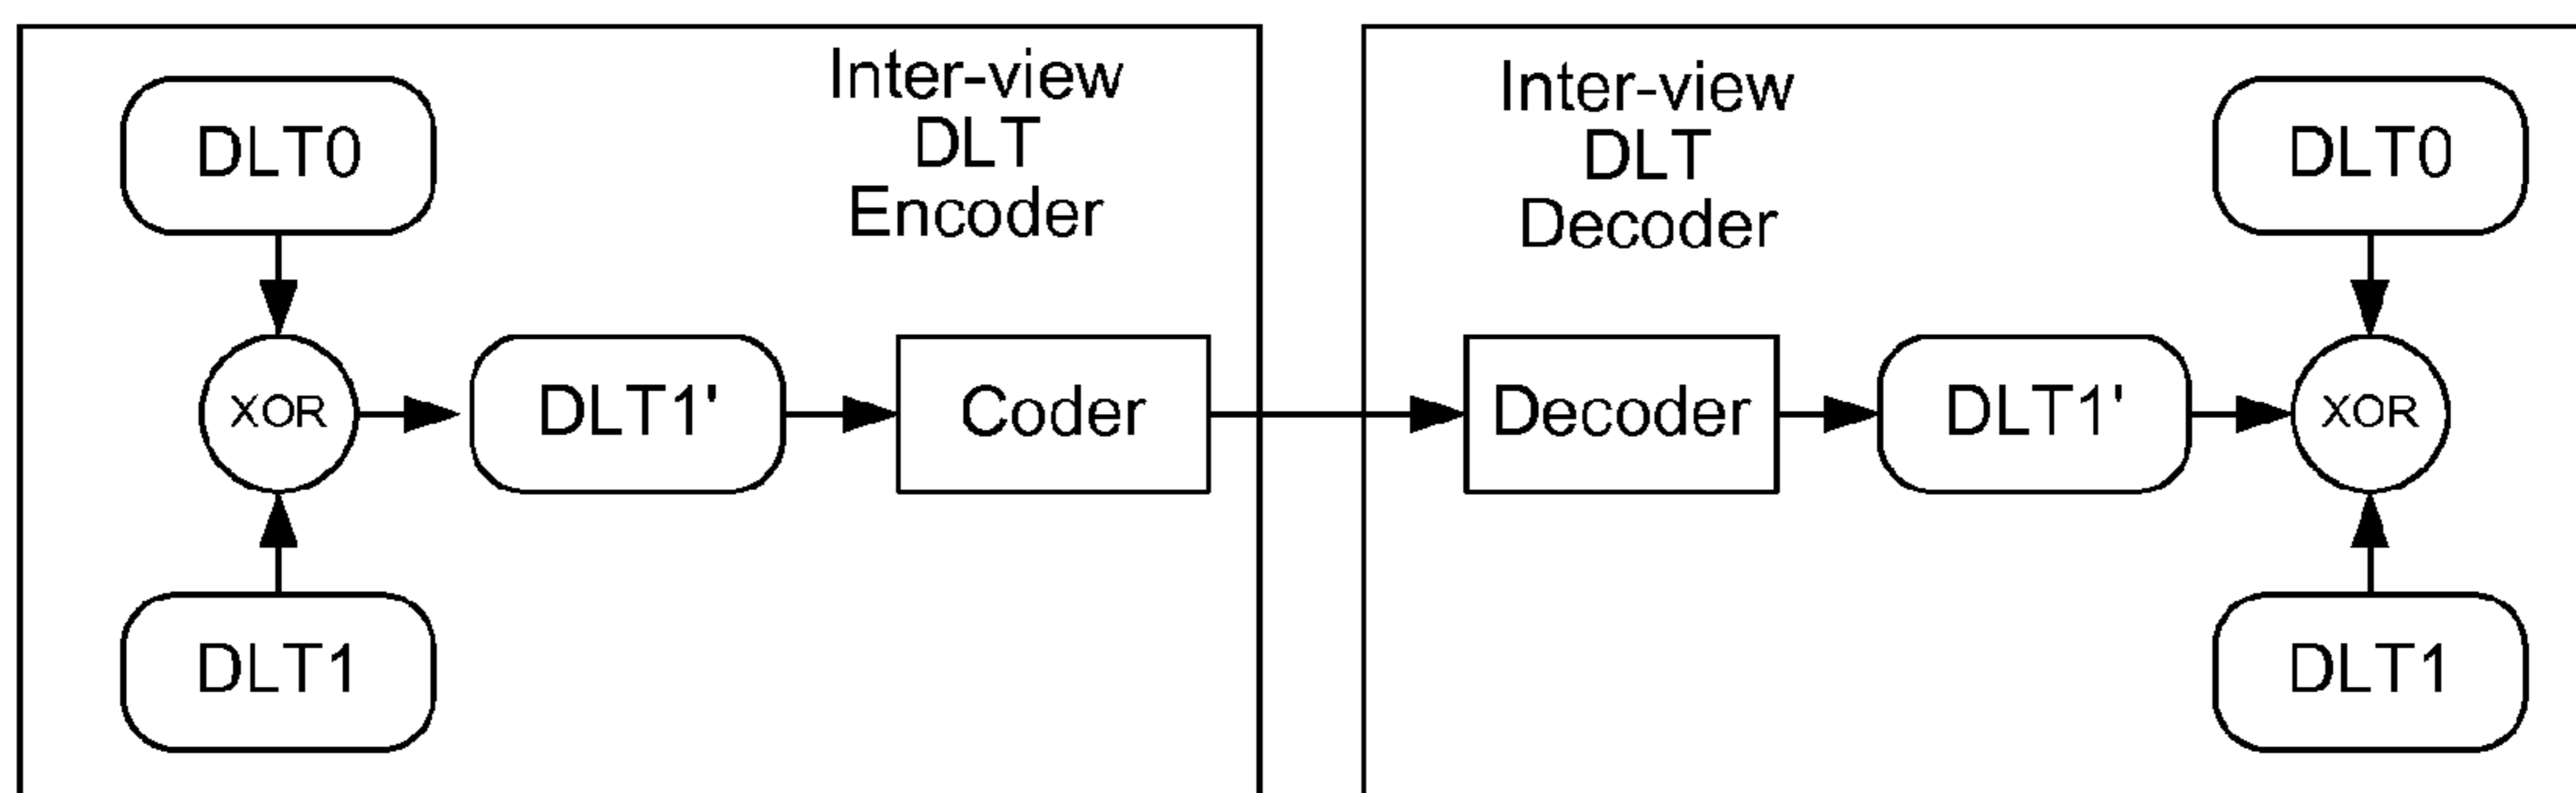 DLT0
Inter-view
DLT
Encoder
XOR
DLT1'
Coder
DLT1
Inter-view
DLT
Decoder
DLT0
Decoder
DLT1'
XOR
DLT1